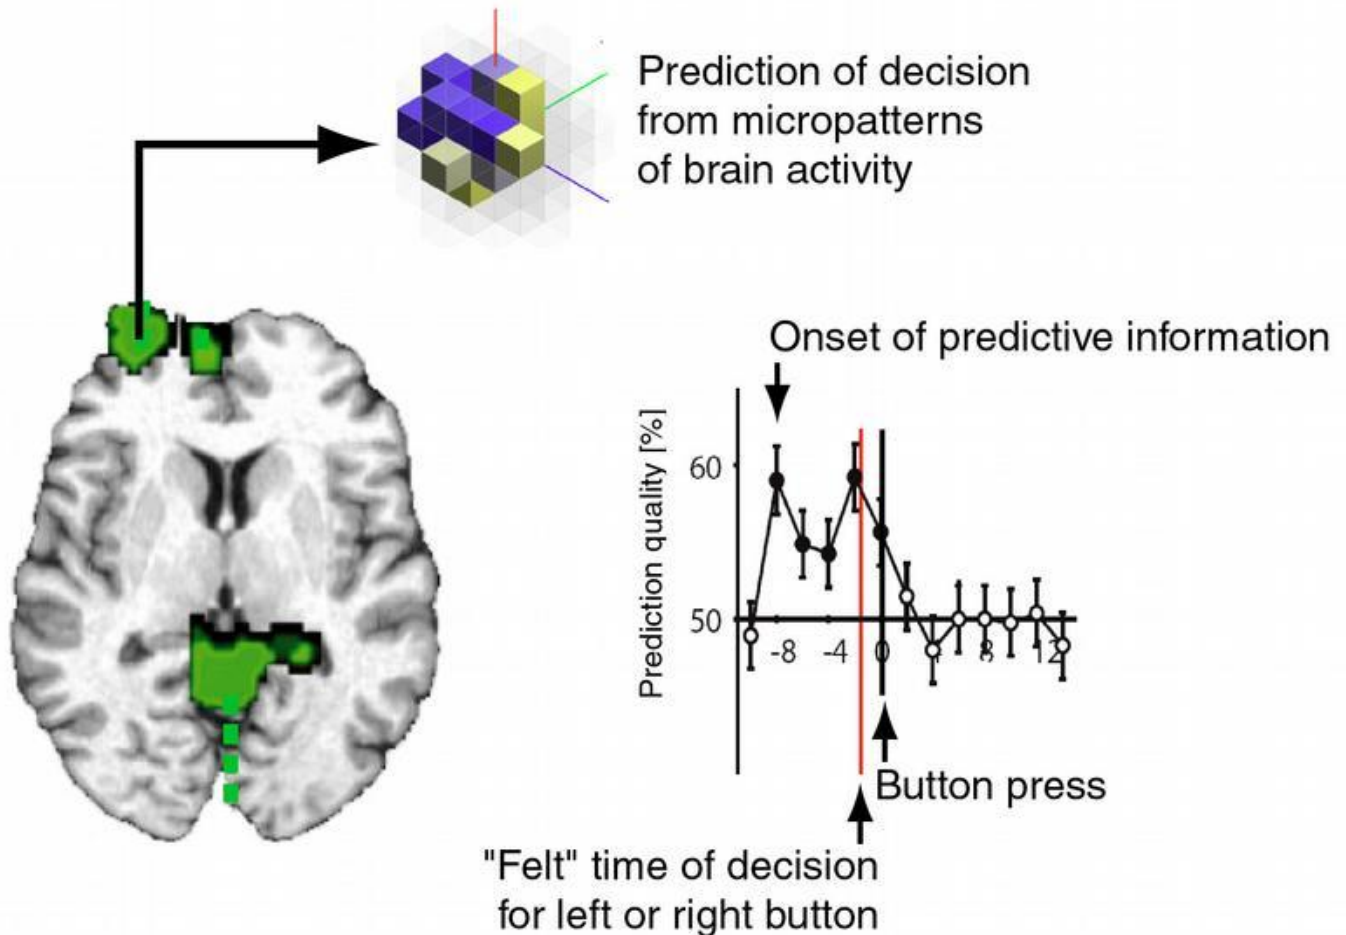 Prediction of decision
from micropatterns
of brain activity
Onset of predictive information
Prediction quality [%]
60
50
-8 -4 0 8 12
Button press
"Felt" time of decision
for left or right button